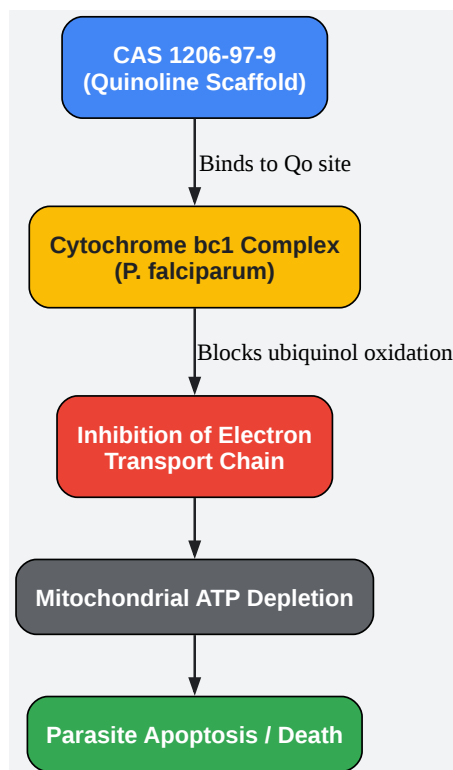 CAS 1206-97-9
(Quinoline Scaffold)
Binds to Qo site
Cytochrome bc1 Complex
(P. falciparum)
Blocks ubiquinol oxidation
Inhibition of Electron
Transport Chain
Mitochondrial ATP Depletion
Parasite Apoptosis / Death